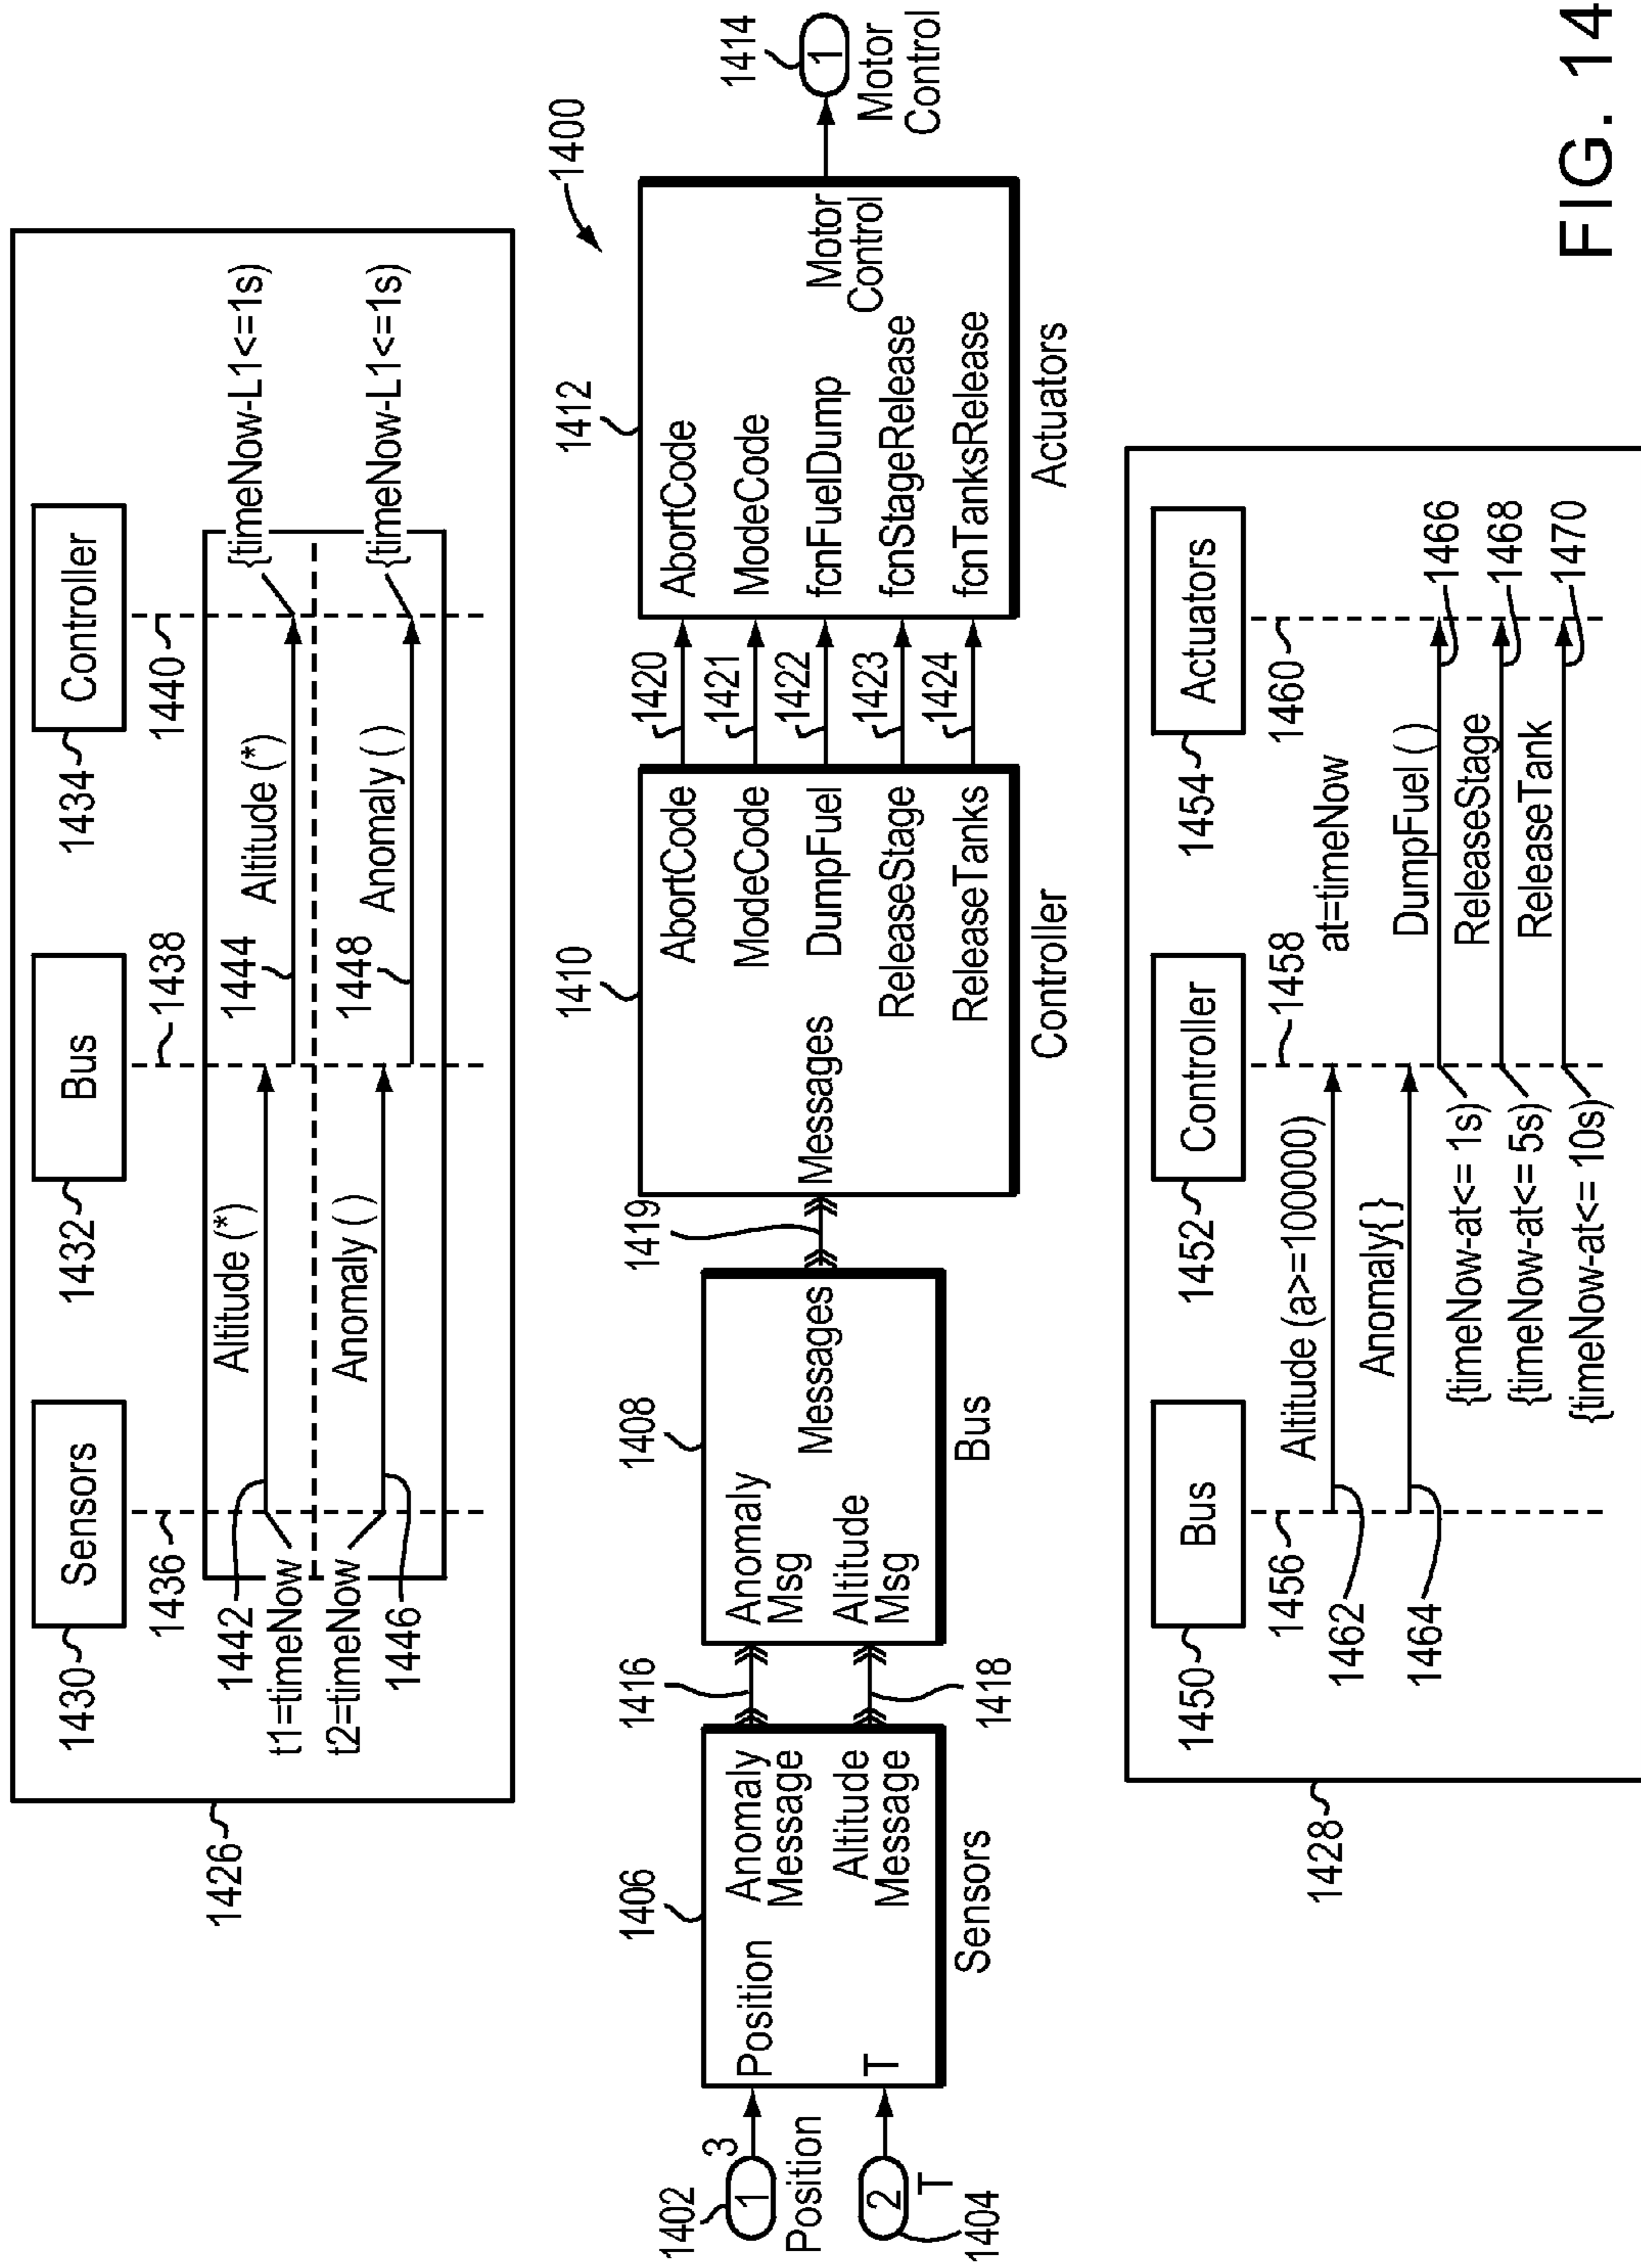 1430
Sensors
1432
Bus
1434
Controller
1436
1438
1440
1442
Altitude (*)
1444
Altitude (*)
{timeNow-L1<=1s)
t1=timeNow
t2=timeNow
Anomaly ( )
1448
Anomaly ( )
{timeNow-L1<=1s)
1446
1426
1400
1402
1
3
Position
2
T
1404
1406
Position
T
Anomaly
Message
Altitude
Message
Sensors
1416
1418
1408
Anomaly
Msg
Altitude
Msg
Messages
Bus
1419
1410
Messages
AbortCode
ModeCode
DumpFuel
ReleaseStage
ReleaseTanks
Controller
1420
1421
1422
1423
1424
1412
AbortCode
ModeCode
fcnFuelDump
fcnStageRelease
fcnTanksRelease
Motor
Control
Actuators
1414
1
Motor
Control
1450
Bus
1452
Controller
1454
Actuators
1456
1458
1460
1462
Altitude (a>=100000)
at=timeNow
1464
Anomaly{ }
{timeNow-at<= 1s)
DumpFuel ( )
1466
{timeNow-at<= 5s)
ReleaseStage
1468
{timeNow-at<= 10s)
ReleaseTank
1470
1428
FIG. 14